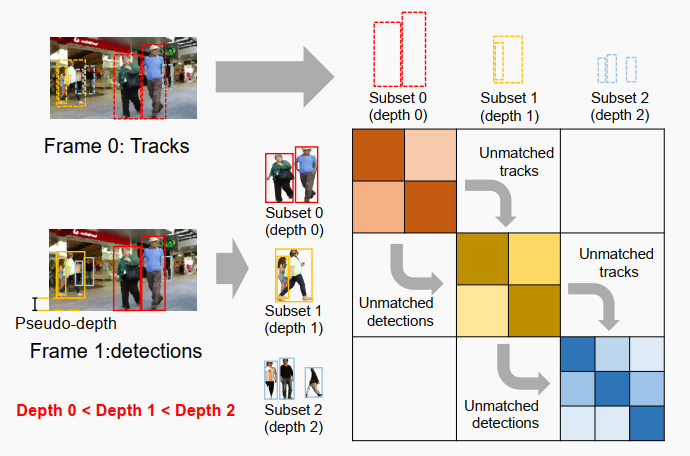 Subset 0
(depth 0)
Subset 1
(depth 1)
Subset 2
(depth 2)
Frame 0: Tracks
Subset 0
(depth 0)
Unmatched
tracks
Subset 1
(depth 1)
Unmatched
detections
Unmatched
tracks
Pseudo-depth
Frame 1:detections
Subset 2
(depth 2)
Unmatched
detections
Depth 0 < Depth 1 < Depth 2